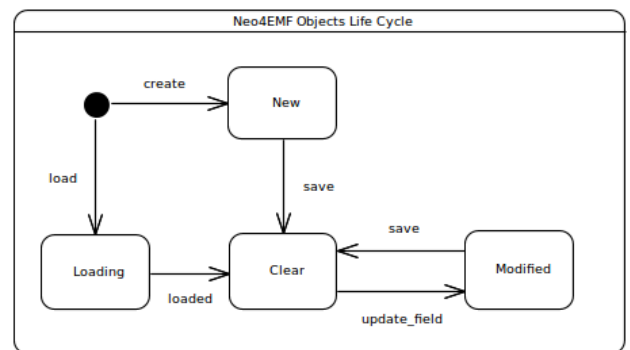 Neo4EMF Objects Life Cycle
create
New
load
save
save
Loading
Clear
Modified
loaded
update_field